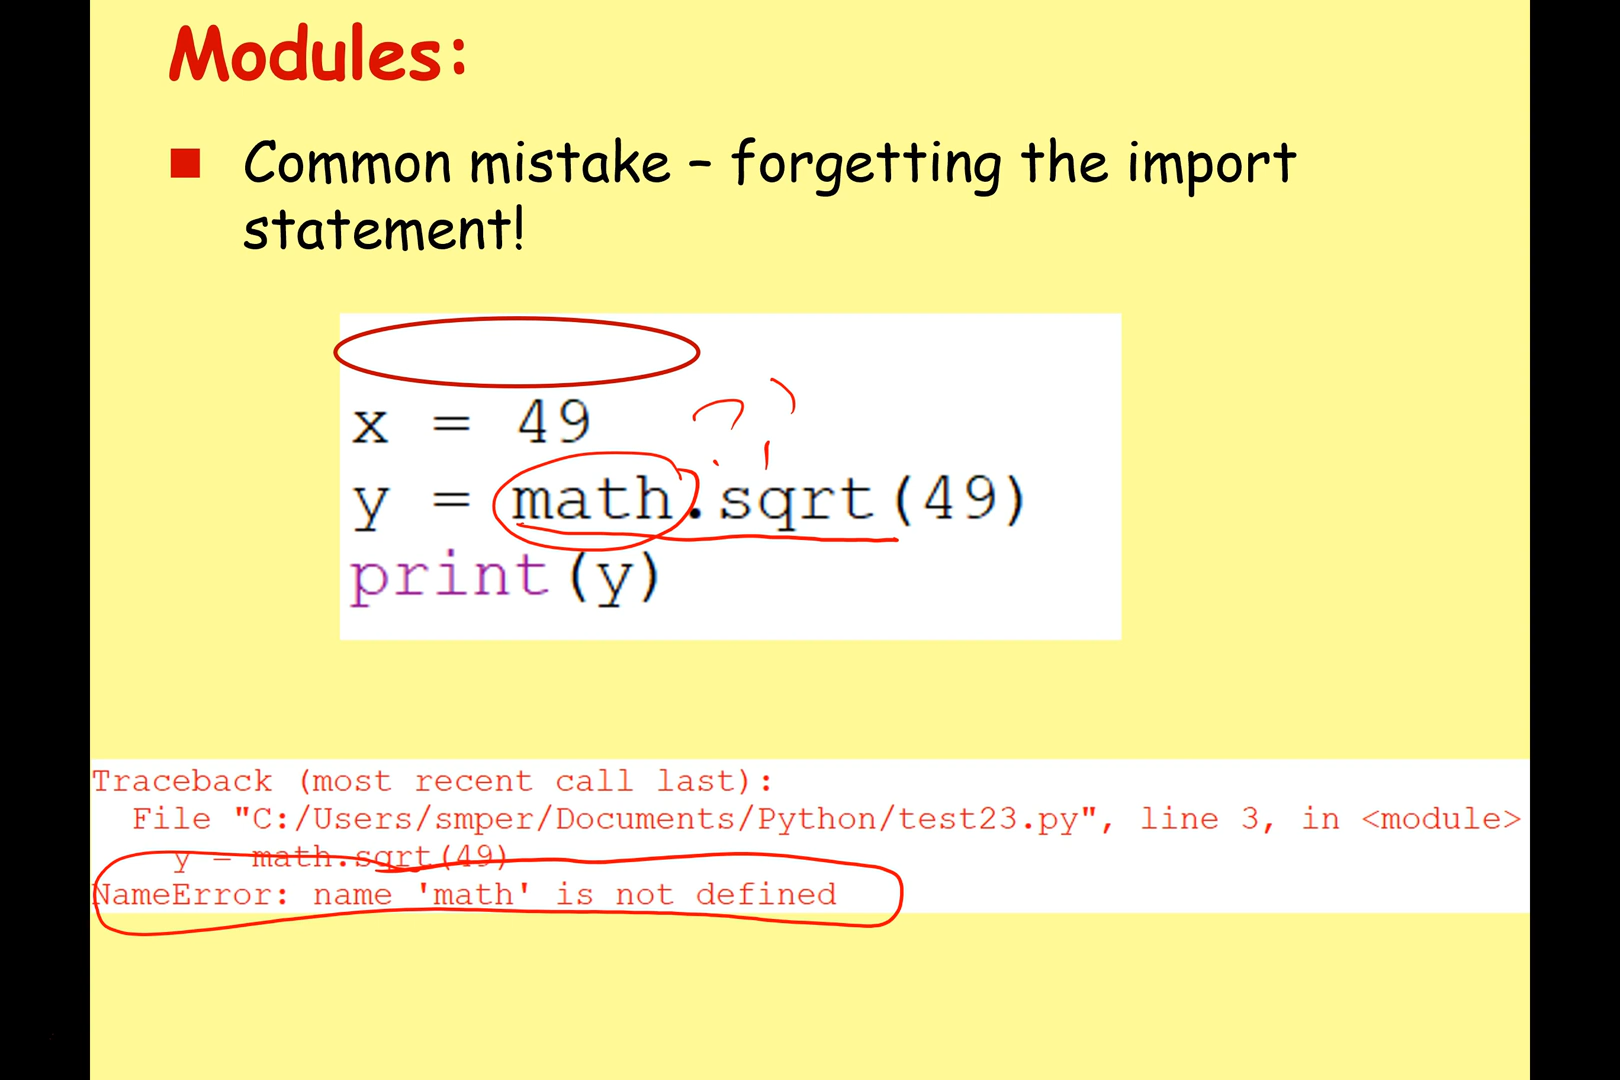 Modules:
Common mistake – forgetting the import
statement!
x = 49
y = math.sqrt(49)
print(y)
??
Traceback (most recent call last):
  File "C:/Users/smper/Documents/Python/test23.py", line 3, in <module>
    y = math.sqrt(49)
NameError: name 'math' is not defined